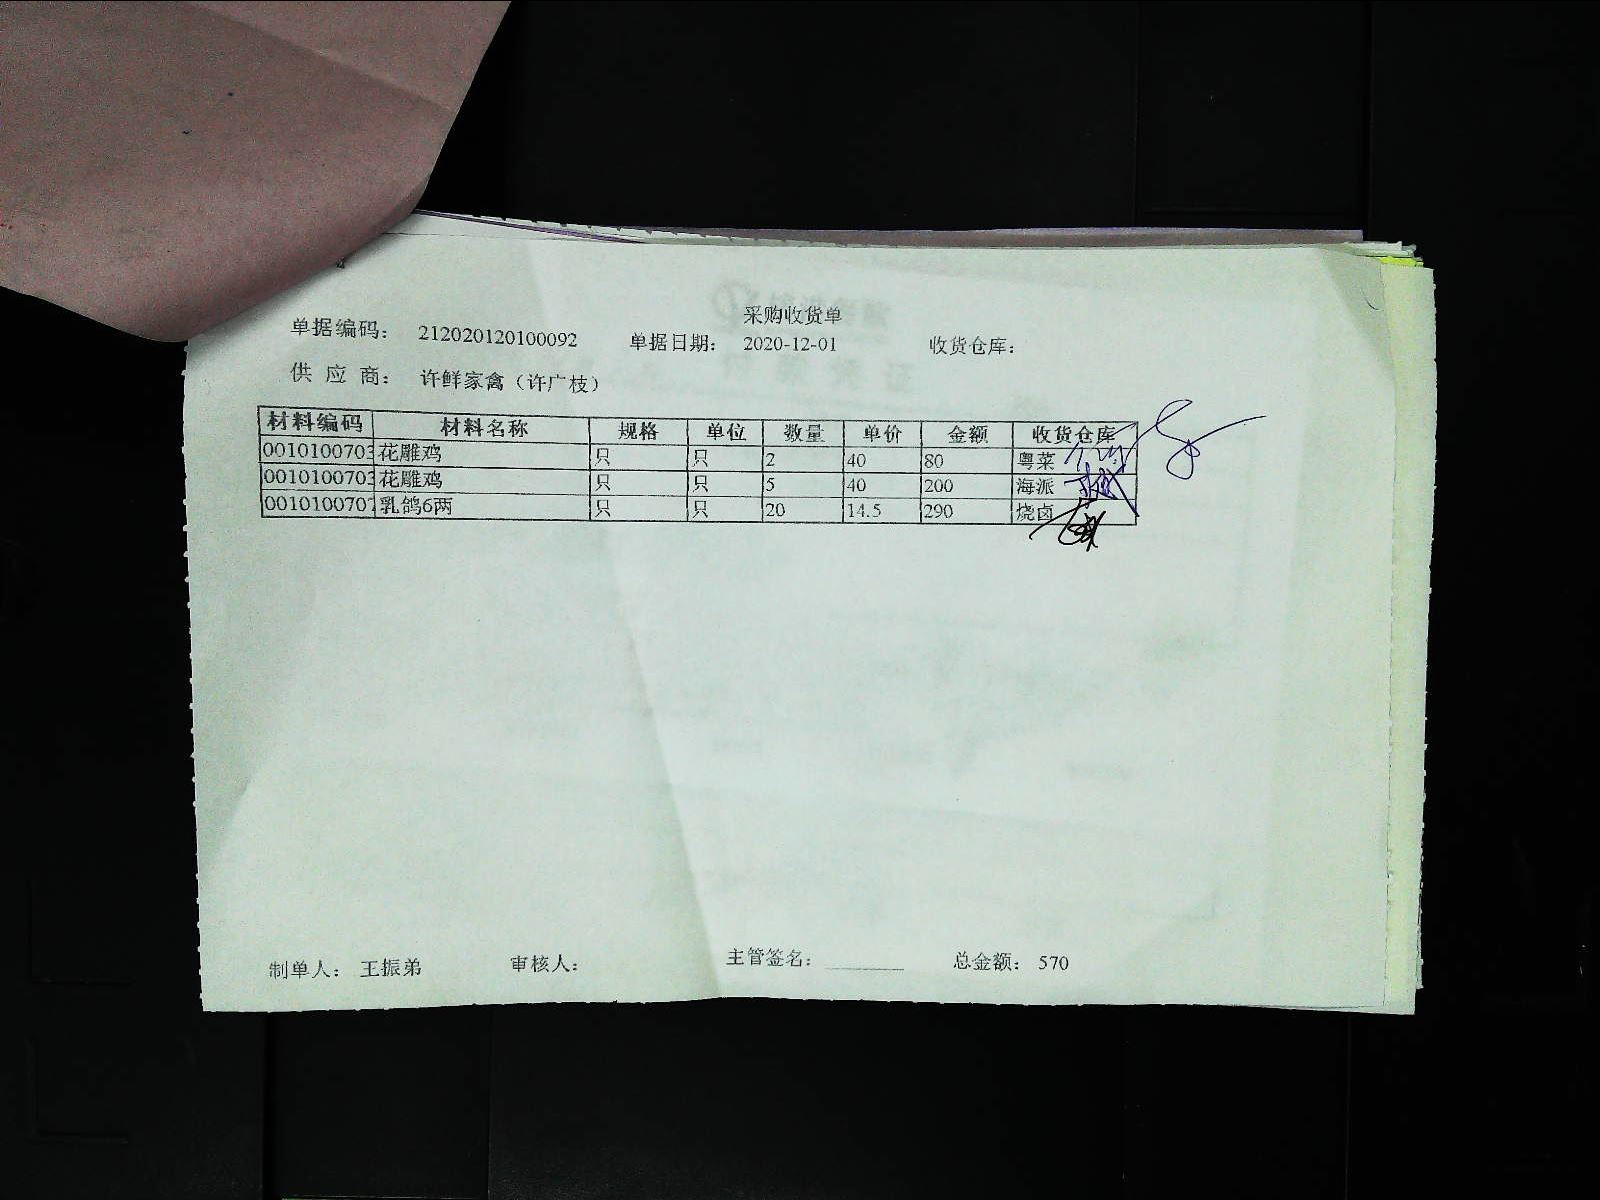 采购收货单
单据编码： 212020120100092 单据日期： 2020-12-01 收货仓库：
供 应 商： 许鲜家禽（许广枝）
材料编码 材料名称 规格 单位 数量 单价 金额 收货仓库
0010100703 花雕鸡 只 只 2 40 80 粤菜
0010100703 花雕鸡 只 只 5 40 200 海派
0010100707 乳鸽6两 只 只 20 14.5 290 烧卤
制单人： 王振弟 审核人： 主管签名： 总金额： 570